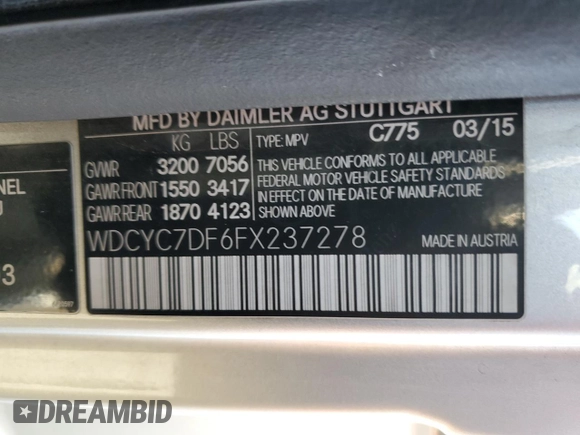 MFD BY DAIMLER AG STUTTGART
KG LBS TYPE: MPV C775 03/15
GVWR 3200 7056
GAWR FRONT 1550 3417
GAWR REAR 1870 4123
THIS VEHICLE CONFORMS TO ALL APPLICABLE
FEDERAL MOTOR VEHICLE SAFETY STANDARDS
IN EFFECT ON THE DATE OF MANUFACTURE
SHOWN ABOVE
WDCYC7DF6FX237278 MADE IN AUSTRIA
NEL
3
DREAMBID